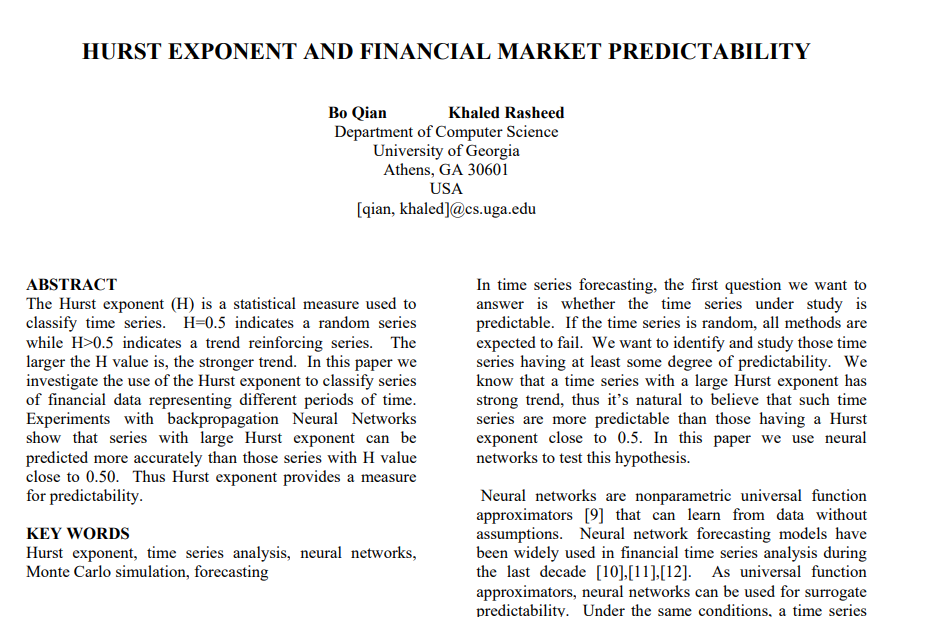 HURST EXPONENT AND FINANCIAL MARKET PREDICTABILITY
Bo Qian Khaled Rasheed
Department of Computer Science
University of Georgia
Athens, GA 30601
USA
[qian, khaled]@cs.uga.edu
ABSTRACT
The Hurst exponent (H) is a statistical measure used to
classify time series. H=0.5 indicates a random series
while H>0.5 indicates a trend reinforcing series. The
larger the H value is, the stronger trend. In this paper we
investigate the use of the Hurst exponent to classify series
of financial data representing different periods of time.
Experiments with backpropagation Neural Networks
show that series with large Hurst exponent can be
predicted more accurately than those series with H value
close to 0.50. Thus Hurst exponent provides a measure
for predictability.
KEY WORDS
Hurst exponent, time series analysis, neural networks,
Monte Carlo simulation, forecasting
In time series forecasting, the first question we want to
answer is whether the time series under study is
predictable. If the time series is random, all methods are
expected to fail. We want to identify and study those time
series having at least some degree of predictability. We
know that a time series with a large Hurst exponent has
strong trend, thus it's natural to believe that such time
series are more predictable than those having a Hurst
exponent close to 0.5. In this paper we use neural
networks to test this hypothesis.
Neural networks are nonparametric universal function
approximators [9] that can learn from data without
assumptions. Neural network forecasting models have
been widely used in financial time series analysis during
the last decade [10],[11],[12]. As universal function
approximators, neural networks can be used for surrogate
predictability. Under the same conditions, a time series